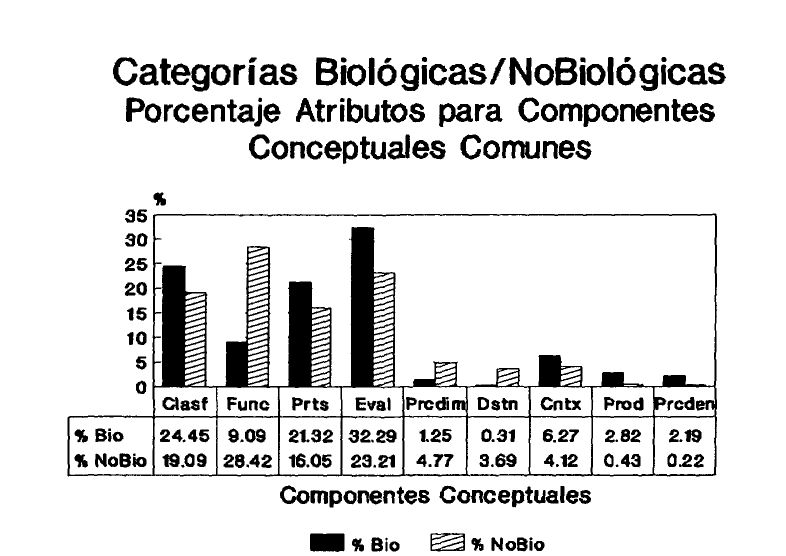 Categorías Biológicas/NoBiológicas
Porcentaje Atributos para Componentes
Conceptuales Comunes
%
35
30
25
20
15
10
5
0
Clasf Func Prts Eval Prcdim Dstn Cntx Prod Prcden
% Bio 24.45 9.09 21.32 32.29 1.25 0.31 6.27 2.82 2.19
% NoBio 19.09 28.42 16.05 23.21 4.77 3.69 4.12 0.43 0.22
Componentes Conceptuales
% Bio % NoBio